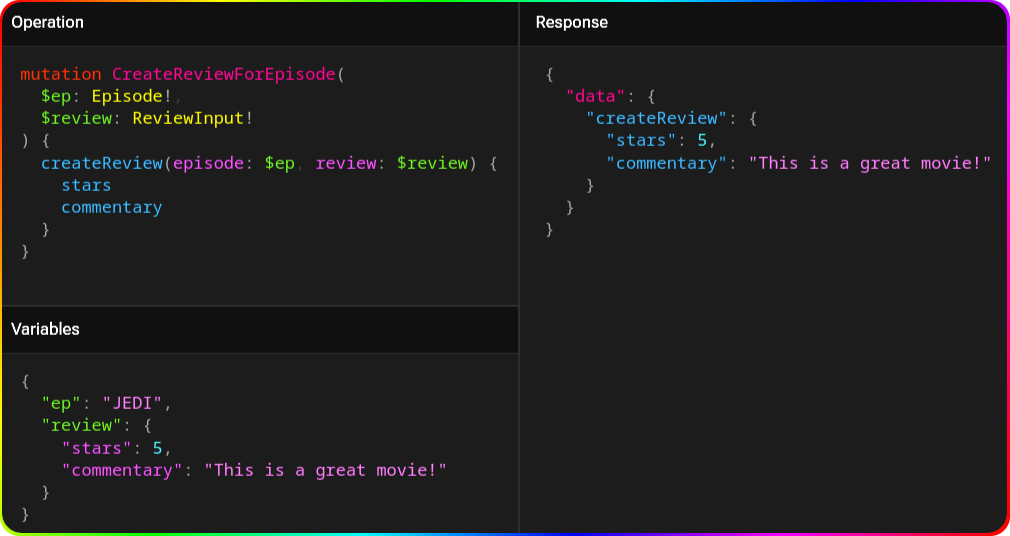 Operation
mutation CreateReviewForEpisode(
  $ep: Episode!,
  $review: ReviewInput!
) {
  createReview(episode: $ep, review: $review) {
    stars
    commentary
  }
}
Variables
{
  "ep": "JEDI",
  "review": {
    "stars": 5,
    "commentary": "This is a great movie!"
  }
}
Response
{
  "data": {
    "createReview": {
      "stars": 5,
      "commentary": "This is a great movie!"
    }
  }
}